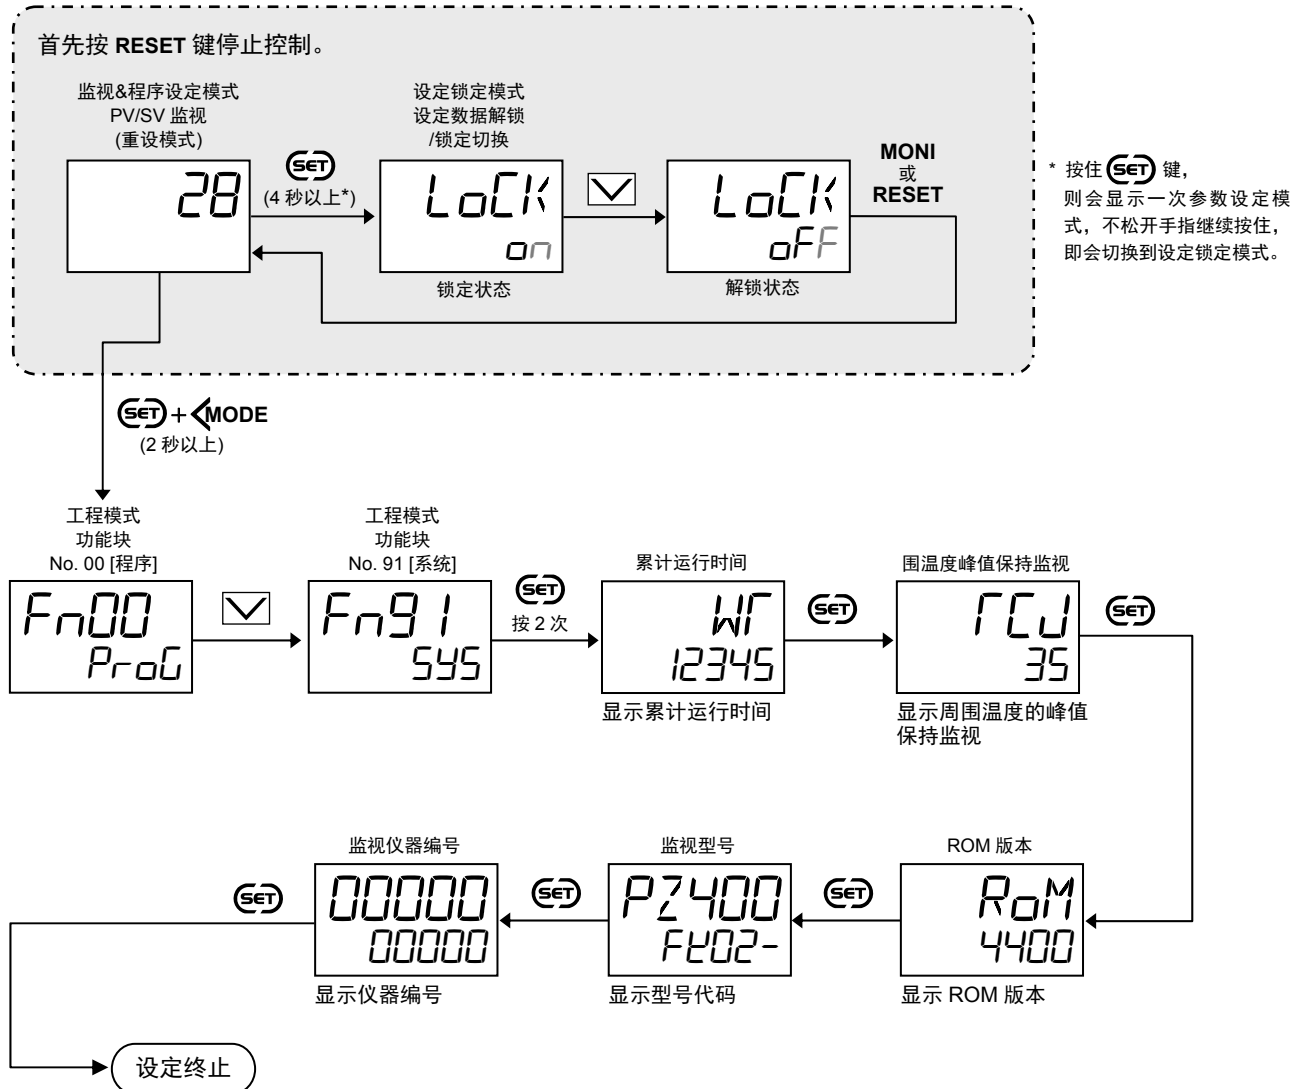 首先按 RESET 键停止控制。
监视&程序设定模式
PV/SV 监视
(重设模式)
28
SET
(4 秒以上*)
设定锁定模式
设定数据解锁
/锁定切换
LoCK
on
锁定状态
LoCK
oFF
解锁状态
MONI
或
RESET
* 按住 SET 键，
则会显示一次参数设定模
式，不松开手指继续按住，
即会切换到设定锁定模式。
SET + <MODE
(2 秒以上)
工程模式
功能块
No. 00 [程序]
Fn00
ProG
工程模式
功能块
No. 91 [系统]
Fn91
SYS
SET
按 2 次
累计运行时间
WT
12345
显示累计运行时间
SET
围温度峰值保持监视
TCJ
35
显示周围温度的峰值
保持监视
SET
ROM 版本
RoM
4400
显示 ROM 版本
SET
监视型号
PZ400
FK02-
显示型号代码
SET
监视仪器编号
00000
00000
显示仪器编号
SET
设定终止